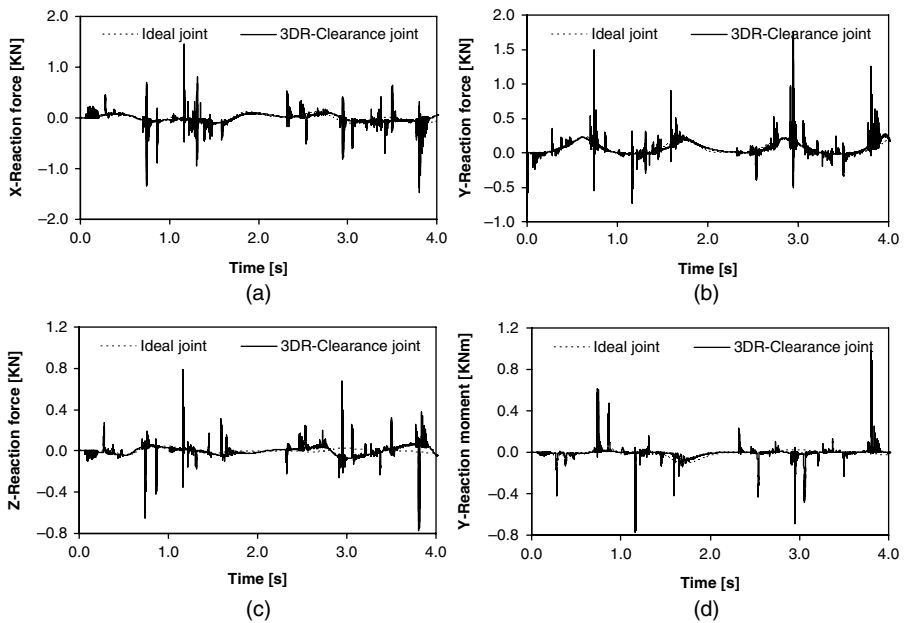 2.0
1.0
0.0
−1.0
−2.0
X-Reaction force [KN]
Ideal joint
3DR-Clearance joint
0.0 1.0 2.0 3.0 4.0
Time [s]
(a)
2.0
1.5
1.0
0.5
0.0
−0.5
−1.0
Y-Reaction force [KN]
Ideal joint
3DR-Clearance joint
0.0 1.0 2.0 3.0 4.0
Time [s]
(b)
1.2
0.8
0.4
0.0
−0.4
−0.8
Z-Reaction force [KN]
Ideal joint
3DR-Clearance joint
0.0 1.0 2.0 3.0 4.0
Time [s]
(c)
1.2
0.8
0.4
0.0
−0.4
−0.8
Y-Reaction moment [KNm]
Ideal joint
3DR-Clearance joint
0.0 1.0 2.0 3.0 4.0
Time [s]
(d)